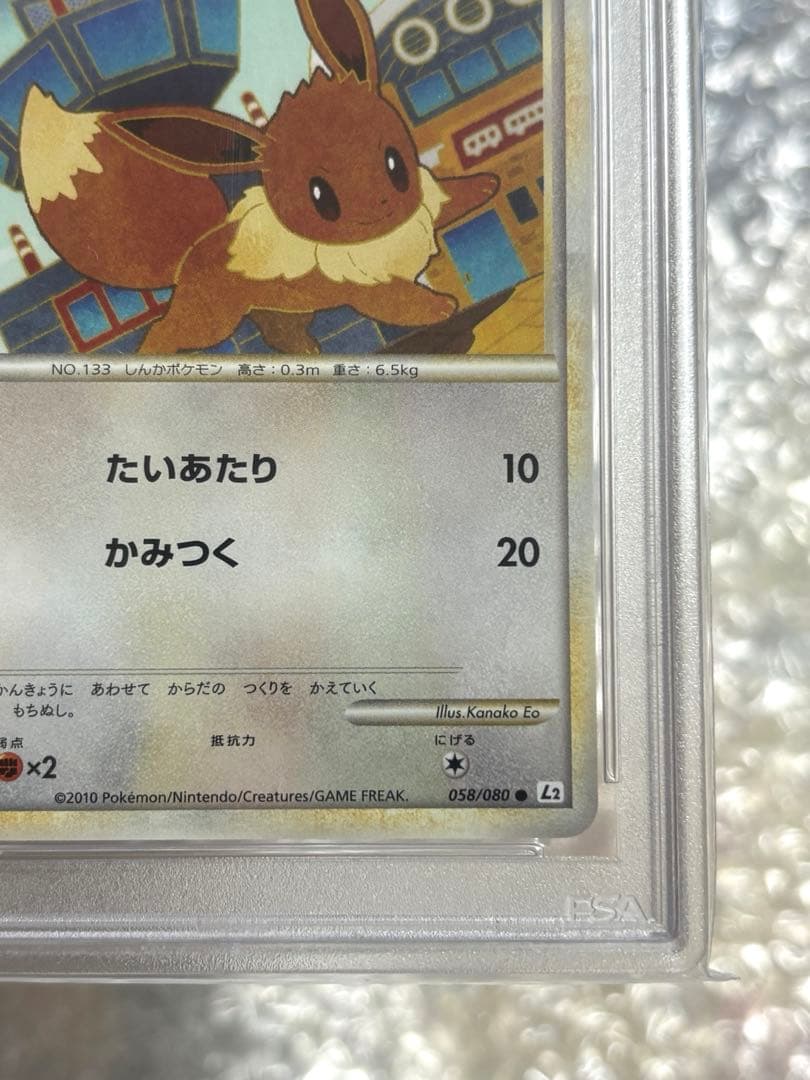 NO.133 しんかポケモン 高さ:0.3m 重さ:6.5kg
たいあたり 10
かみつく 20
かんきょうに あわせて からだの つくりを かえていく
もちぬし。
Illus.Kanako Eo
弱点 抵抗力 にげる
×2
©2010 Pokémon/Nintendo/Creatures/GAME FREAK. 058/080 ● L2
PSA